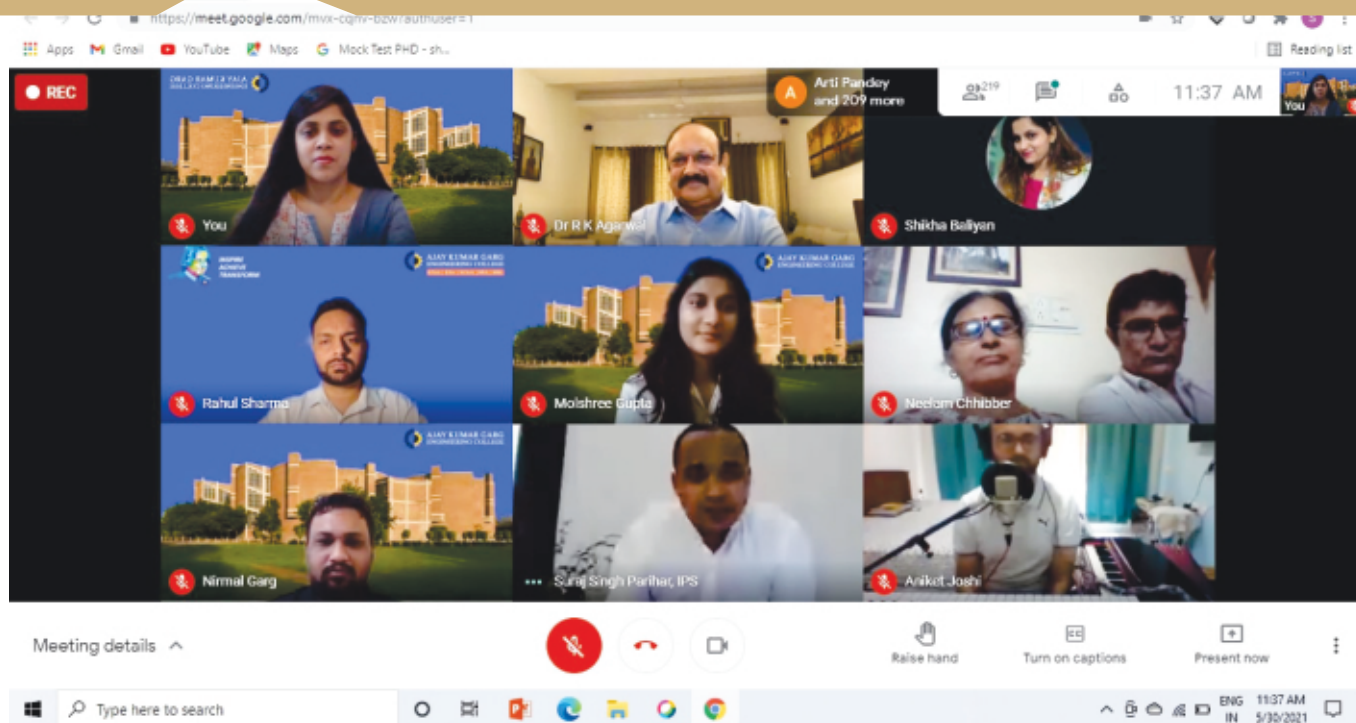 https://meet.google.com/mvx-cqnv-bzw?authuser=1
Apps Gmail YouTube Maps Mock Test PHD - sh...
Reading list
REC
Arti Pandey
and 209 more
219
11:37 AM
You
You
Dr R K Agarwal
Shikha Baliyan
INSPIRE
ACHIEVE
TRANSFORM
AJAY KUMAR GARG
ENGINEERING COLLEGE
AJAY KUMAR GARG
ENGINEERING COLLEGE
Rahul Sharma
Molshree Gupta
Neelam Chhibber
AJAY KUMAR GARG
ENGINEERING COLLEGE
Nirmal Garg
Suraj Singh Parihar, IPS
Aniket Joshi
Meeting details
Raise hand
Turn on captions
Present now
Type here to search
ENG
IN
11:37 AM
5/30/2021